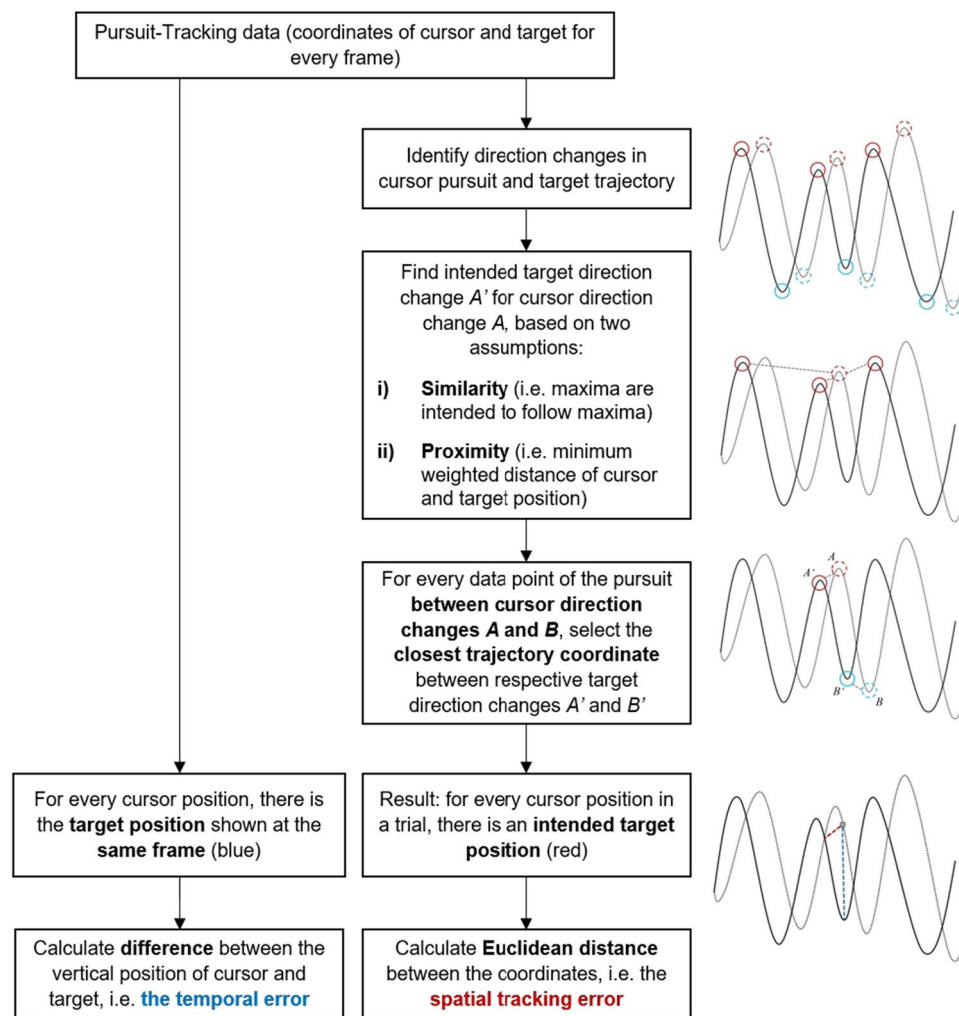 Pursuit-Tracking data (coordinates of cursor and target for
every frame)
Identify direction changes in
cursor pursuit and target trajectory
Find intended target direction
change A' for cursor direction
change A, based on two
assumptions:
i) Similarity (i.e. maxima are
intended to follow maxima)
ii) Proximity (i.e. minimum
weighted distance of cursor
and target position)
For every data point of the pursuit
between cursor direction
changes A and B, select the
closest trajectory coordinate
between respective target
direction changes A' and B'
A
A'
B'
B
For every cursor position, there is
the target position shown at the
same frame (blue)
Result: for every cursor position in
a trial, there is an intended target
position (red)
Calculate difference between the
vertical position of cursor and
target, i.e. the temporal error
Calculate Euclidean distance
between the coordinates, i.e. the
spatial tracking error